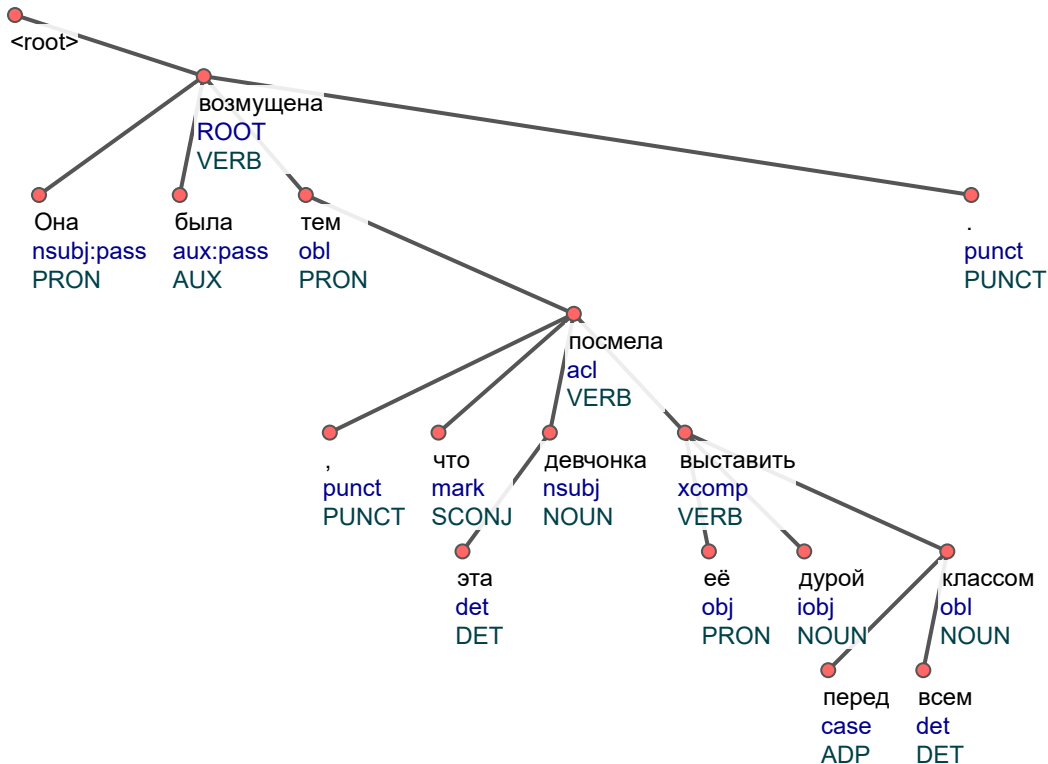 <root>
возмущена
ROOT
VERB
Она
nsubj:pass
PRON
была
aux:pass
AUX
тем
obl
PRON
.
punct
PUNCT
посмела
acl
VERB
,
punct
PUNCT
что
mark
SCONJ
девчонка
nsubj
NOUN
выставить
xcomp
VERB
эта
det
DET
её
obj
PRON
дурой
iobj
NOUN
классом
obl
NOUN
перед
case
ADP
всем
det
DET